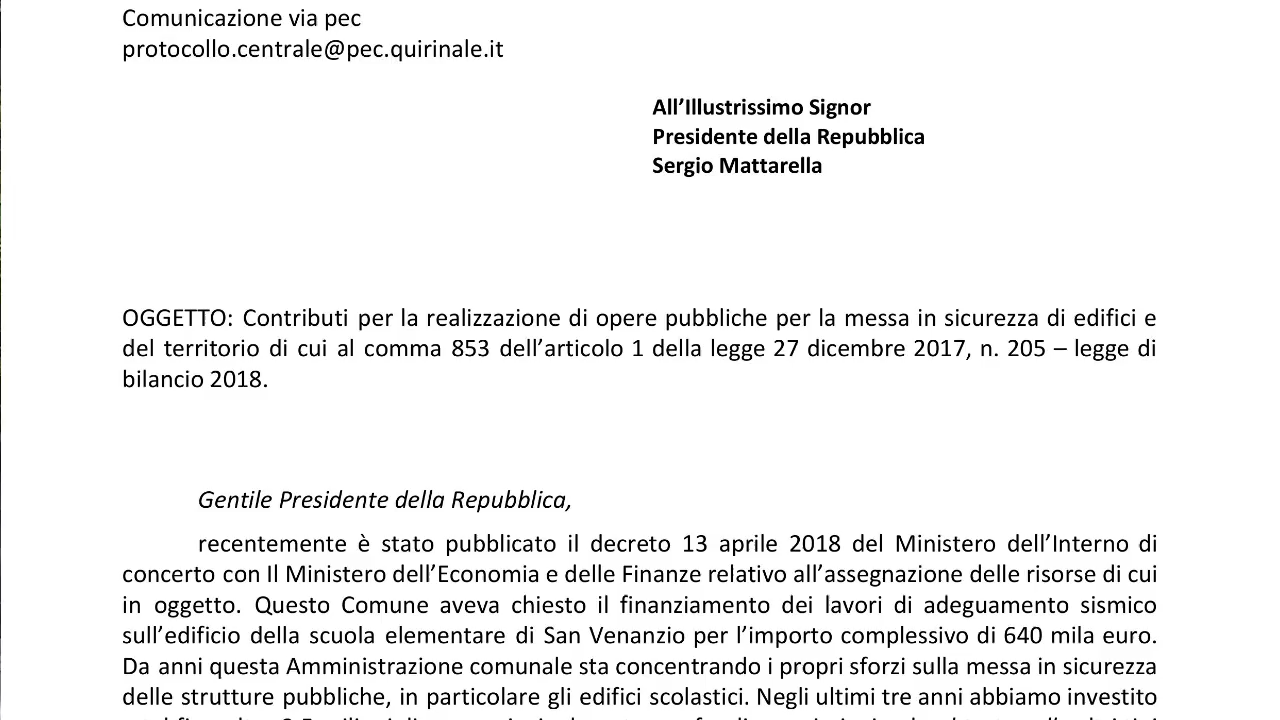 Comunicazione via pec
protocollo.centrale@pec.quirinale.it
All’Illustrissimo Signor
Presidente della Repubblica
Sergio Mattarella
OGGETTO: Contributi per la realizzazione di opere pubbliche per la messa in sicurezza di edifici e
del territorio di cui al comma 853 dell’articolo 1 della legge 27 dicembre 2017, n. 205 – legge di
bilancio 2018.
Gentile Presidente della Repubblica,
recentemente è stato pubblicato il decreto 13 aprile 2018 del Ministero dell’Interno di
concerto con Il Ministero dell’Economia e delle Finanze relativo all’assegnazione delle risorse di cui
in oggetto. Questo Comune aveva chiesto il finanziamento dei lavori di adeguamento sismico
sull’edificio della scuola elementare di San Venanzio per l’importo complessivo di 640 mila euro.
Da anni questa Amministrazione comunale sta concentrando i propri sforzi sulla messa in sicurezza
delle strutture pubbliche, in particolare gli edifici scolastici. Negli ultimi tre anni abbiamo investito